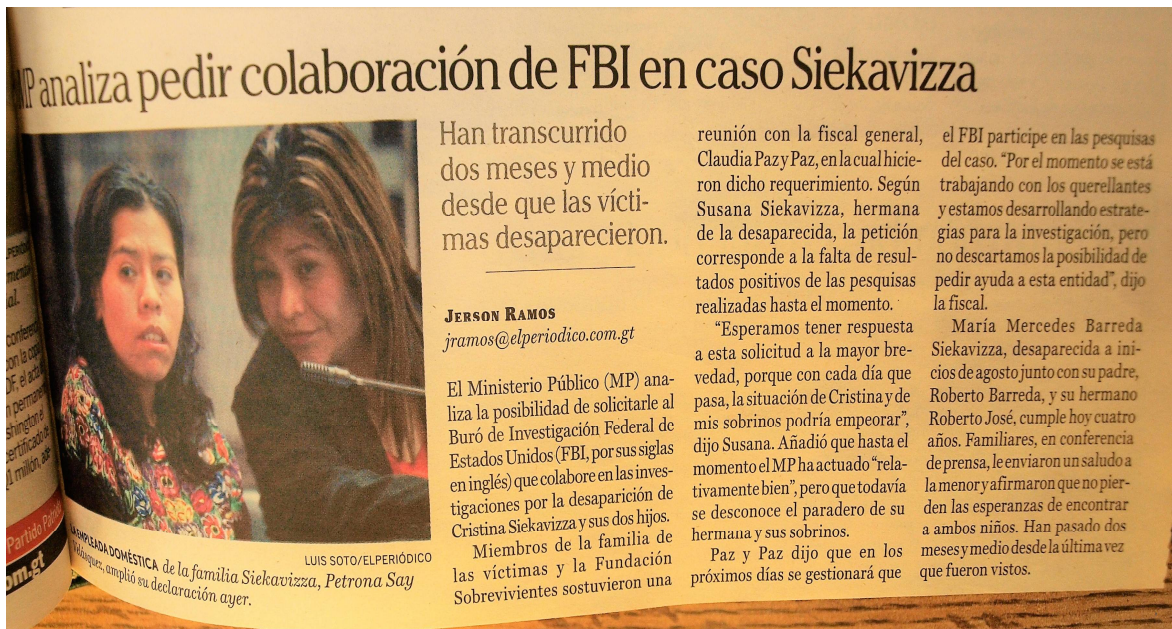 MP analiza pedir colaboración de FBI en caso Siekavizza
Han transcurrido
dos meses y medio
desde que las vícti-
mas desaparecieron.
JERSON RAMOS
jramos@elperiodico.com.gt
El Ministerio Público (MP) ana-
liza la posibilidad de solicitarle al
Buró de Investigación Federal de
Estados Unidos (FBI, por sus siglas
en inglés) que colabore en las inves-
tigaciones por la desaparición de
Cristina Siekavizza y sus dos hijos.
Miembros de la familia de
las víctimas y la Fundación
Sobrevivientes sostuvieron una
reunión con la fiscal general,
Claudia Paz y Paz, en la cual hicie-
ron dicho requerimiento. Según
Susana Siekavizza, hermana
de la desaparecida, la petición
corresponde a la falta de resul-
tados positivos de las pesquisas
realizadas hasta el momento.
“Esperamos tener respuesta
a esta solicitud a la mayor bre-
vedad, porque con cada día que
pasa, la situación de Cristina y de
mis sobrinos podría empeorar”,
dijo Susana. Añadió que hasta el
momento el MP ha actuado “rela-
tivamente bien”, pero que todavía
se desconoce el paradero de su
hermana y sus sobrinos.
Paz y Paz dijo que en los
próximos días se gestionará que
el FBI participe en las pesquisas
del caso. “Por el momento se está
trabajando con los querellantes
y estamos desarrollando estrate-
gias para la investigación, pero
no descartamos la posibilidad de
pedir ayuda a esta entidad”, dijo
la fiscal.
María Mercedes Barreda
Siekavizza, desaparecida a ini-
cios de agosto junto con su padre,
Roberto Barreda, y su hermano
Roberto José, cumple hoy cuatro
años. Familiares, en conferencia
de prensa, le enviaron un saludo a
la menor y afirmaron que no pier-
den las esperanzas de encontrar
a ambos niños. Han pasado dos
meses y medio desde la última vez
que fueron vistos.
LUIS SOTO/ELPERIÓDICO
LA EMPLEADA DOMÉSTICA de la familia Siekavizza, Petrona Say
Velásquez, amplió su declaración ayer.
Partido
om.gt